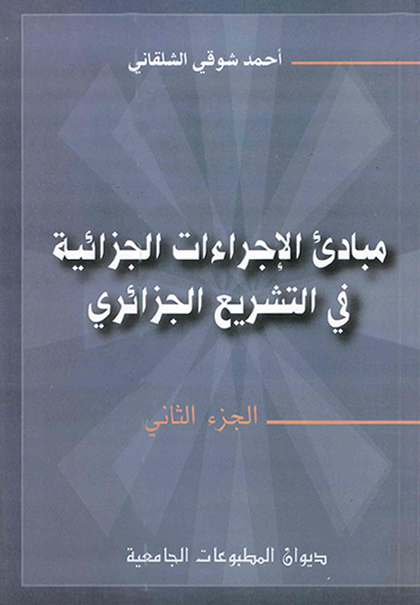 أحمد شوقي الشلقاني
مبادئ الإجراءات الجزائية
في التشريع الجزائري
الجزء الثاني
ديوان المطبوعات الجامعية